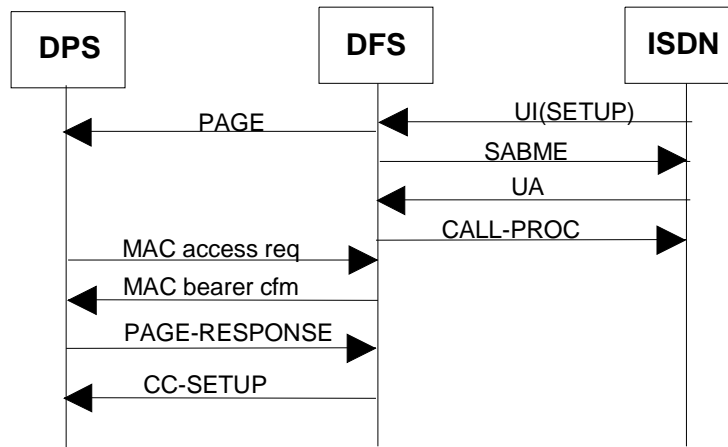 DPS
DFS
ISDN
UI(SETUP)
PAGE
SABME
UA
CALL-PROC
MAC access req
MAC bearer cfm
PAGE-RESPONSE
CC-SETUP